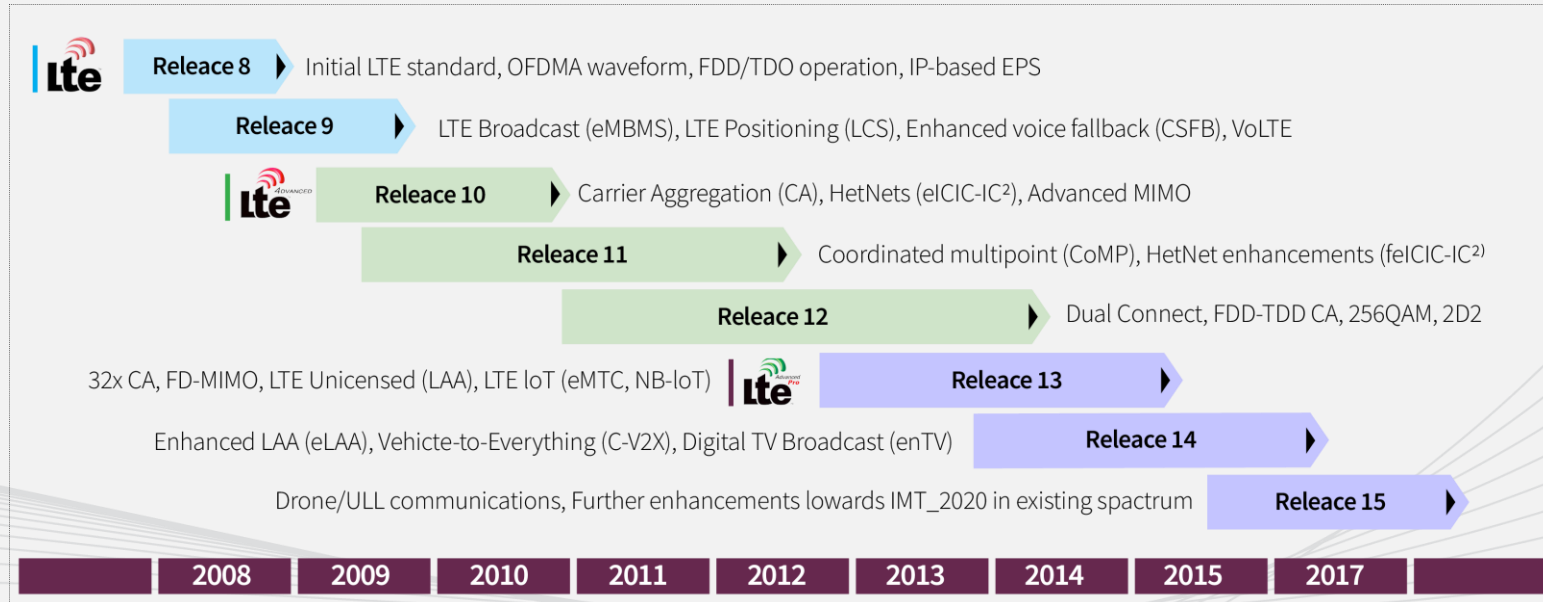 Lte
Releace 8
Initial LTE standard, OFDMA waveform, FDD/TDO operation, IP-based EPS
Releace 9
LTE Broadcast (eMBMS), LTE Positioning (LCS), Enhanced voice fallback (CSFB), VoLTE
Lte ADVANCED
Releace 10
Carrier Aggregation (CA), HetNets (eICIC-IC²), Advanced MIMO
Releace 11
Coordinated multipoint (CoMP), HetNet enhancements (feICIC-IC²⁾
Releace 12
Dual Connect, FDD-TDD CA, 256QAM, 2D2
32x CA, FD-MIMO, LTE Unicensed (LAA), LTE loT (eMTC, NB-loT)
Lte Advanced Pro
Releace 13
Enhanced LAA (eLAA), Vehicte-to-Everything (C-V2X), Digital TV Broadcast (enTV)
Releace 14
Drone/ULL communications, Further enhancements lowards IMT_2020 in existing spactrum
Releace 15
2008 2009 2010 2011 2012 2013 2014 2015 2017